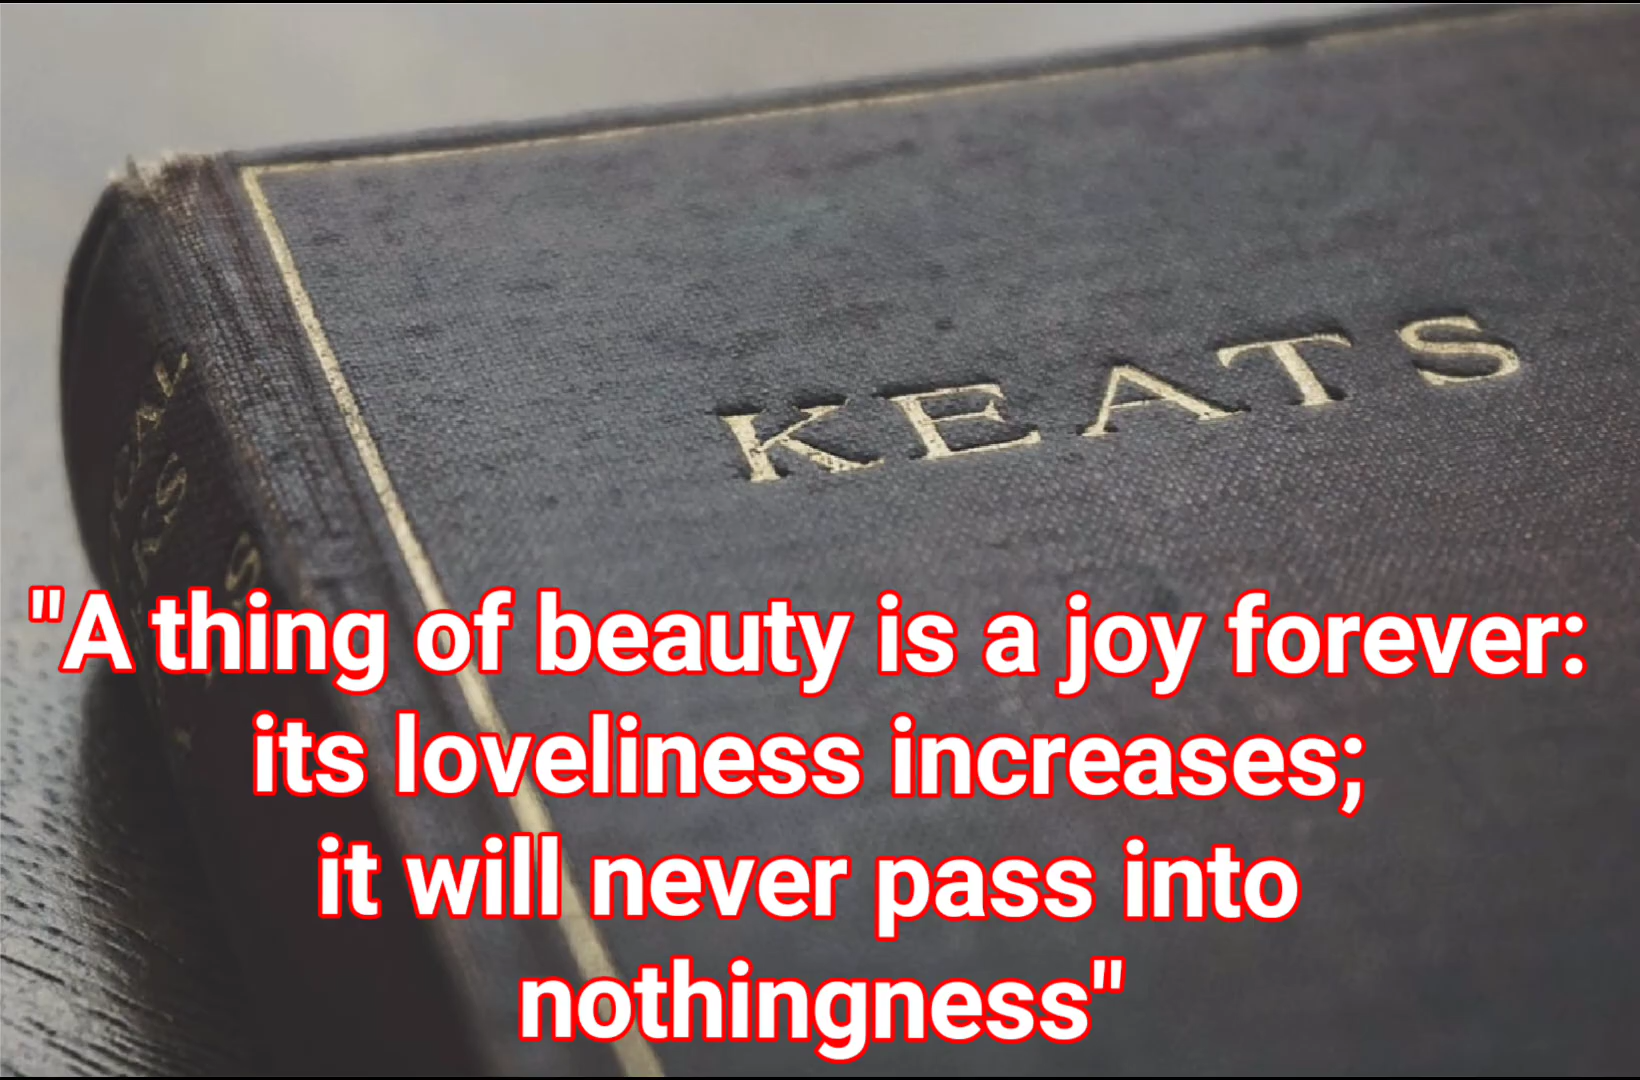 KEATS
"A thing of beauty is a joy forever:
its loveliness increases;
it will never pass into
nothingness"